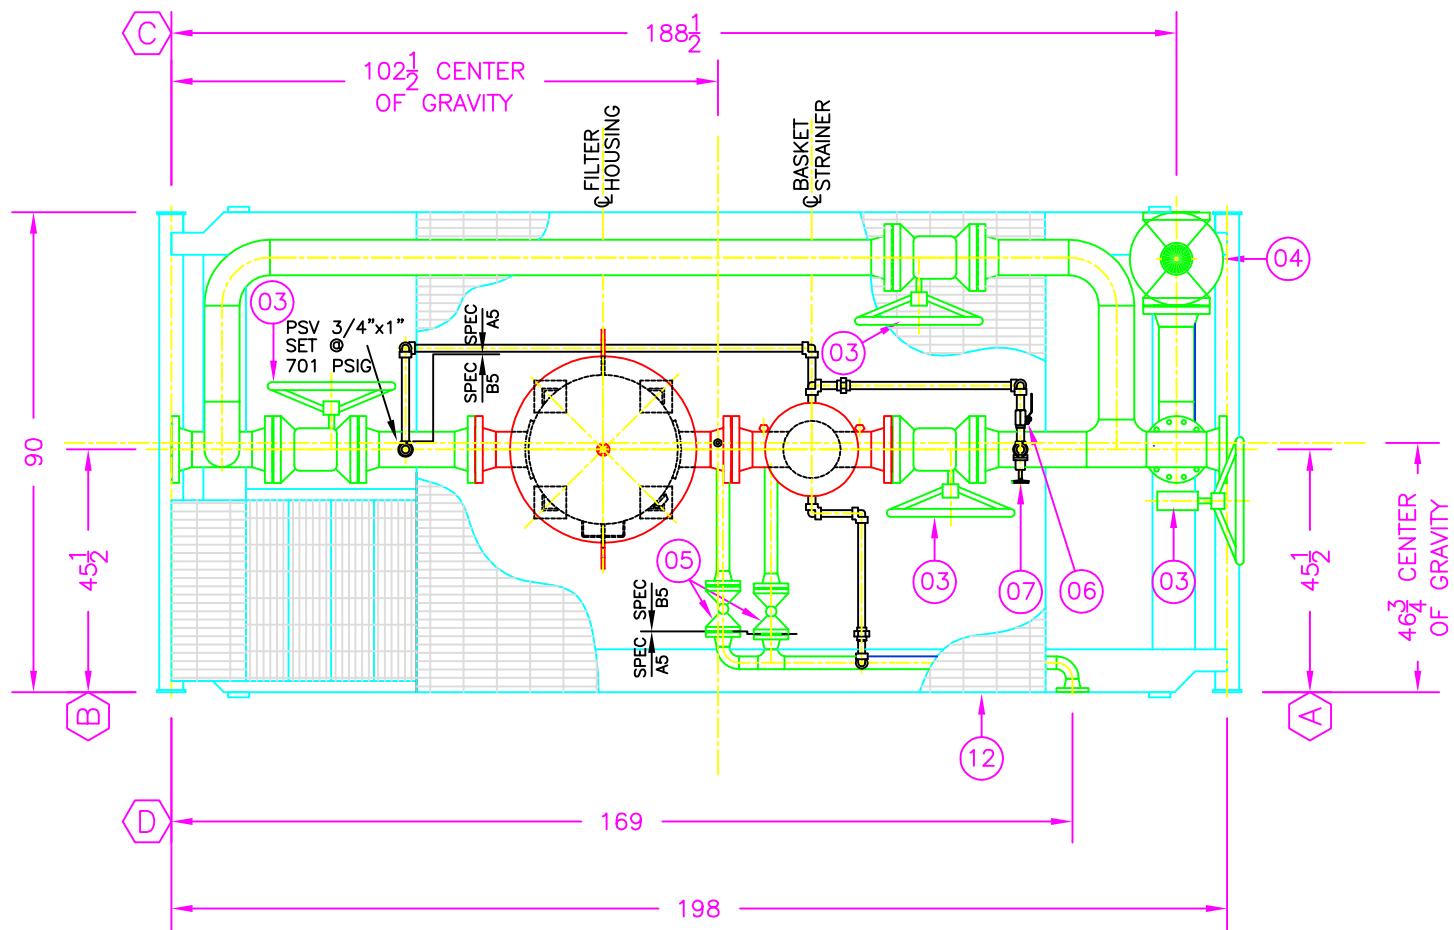 C
188 1/2
102 1/2 CENTER
OF GRAVITY
℄ FILTER
HOUSING
℄ BASKET
STRAINER
04
03
PSV 3/4"x1"
SET @
701 PSIG
SPEC
A5
SPEC
B5
03
90
45 1/2
05
SPEC
B5
SPEC
A5
03
07
06
03
45 1/2
46 3/4 CENTER
OF GRAVITY
B
A
12
D
169
198